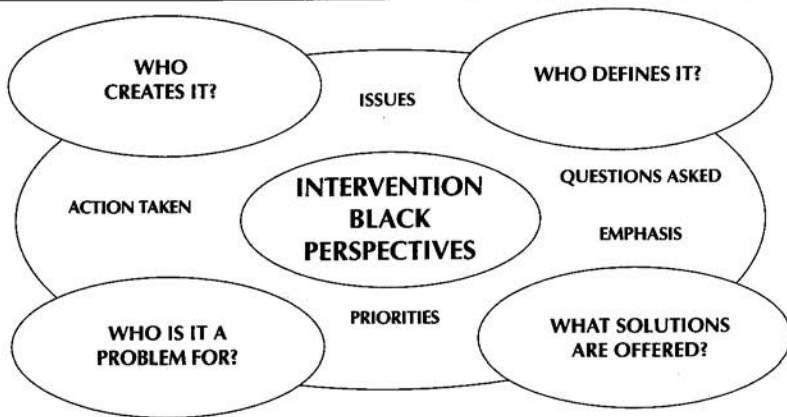 WHO
CREATES IT?
WHO DEFINES IT?
ISSUES
QUESTIONS ASKED
ACTION TAKEN
INTERVENTION
BLACK
PERSPECTIVES
EMPHASIS
PRIORITIES
WHO IS IT A
PROBLEM FOR?
WHAT SOLUTIONS
ARE OFFERED?